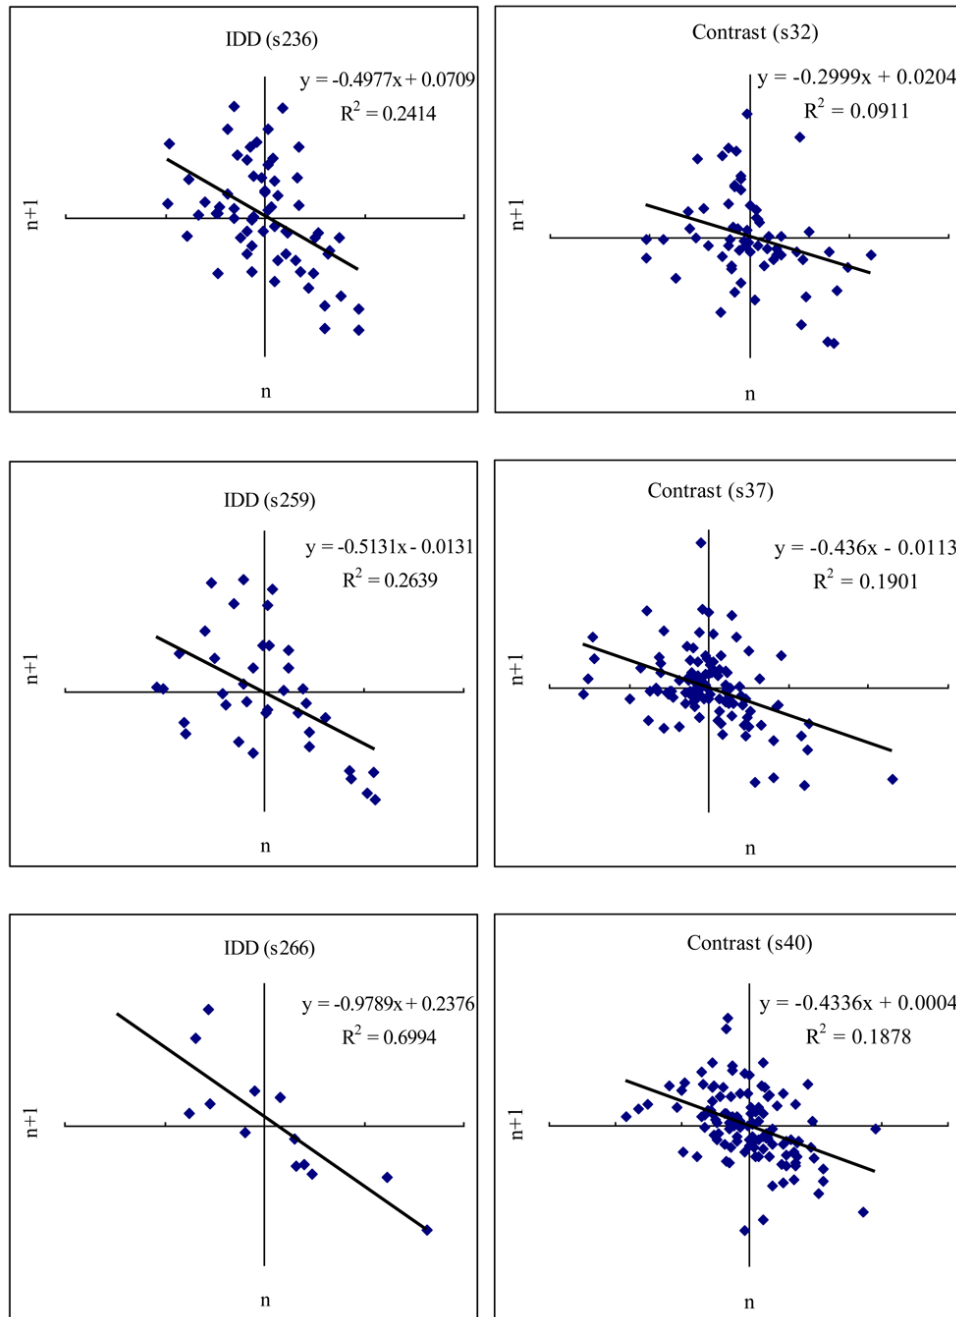 IDD (s236)
y = -0.4977x + 0.0709
R² = 0.2414
n+1
n
Contrast (s32)
y = -0.2999x + 0.0204
R² = 0.0911
n+1
n
IDD (s259)
y = -0.5131x - 0.0131
R² = 0.2639
n+1
n
Contrast (s37)
y = -0.436x - 0.0113
R² = 0.1901
n+1
n
IDD (s266)
y = -0.9789x + 0.2376
R² = 0.6994
n+1
n
Contrast (s40)
y = -0.4336x + 0.0004
R² = 0.1878
n+1
n